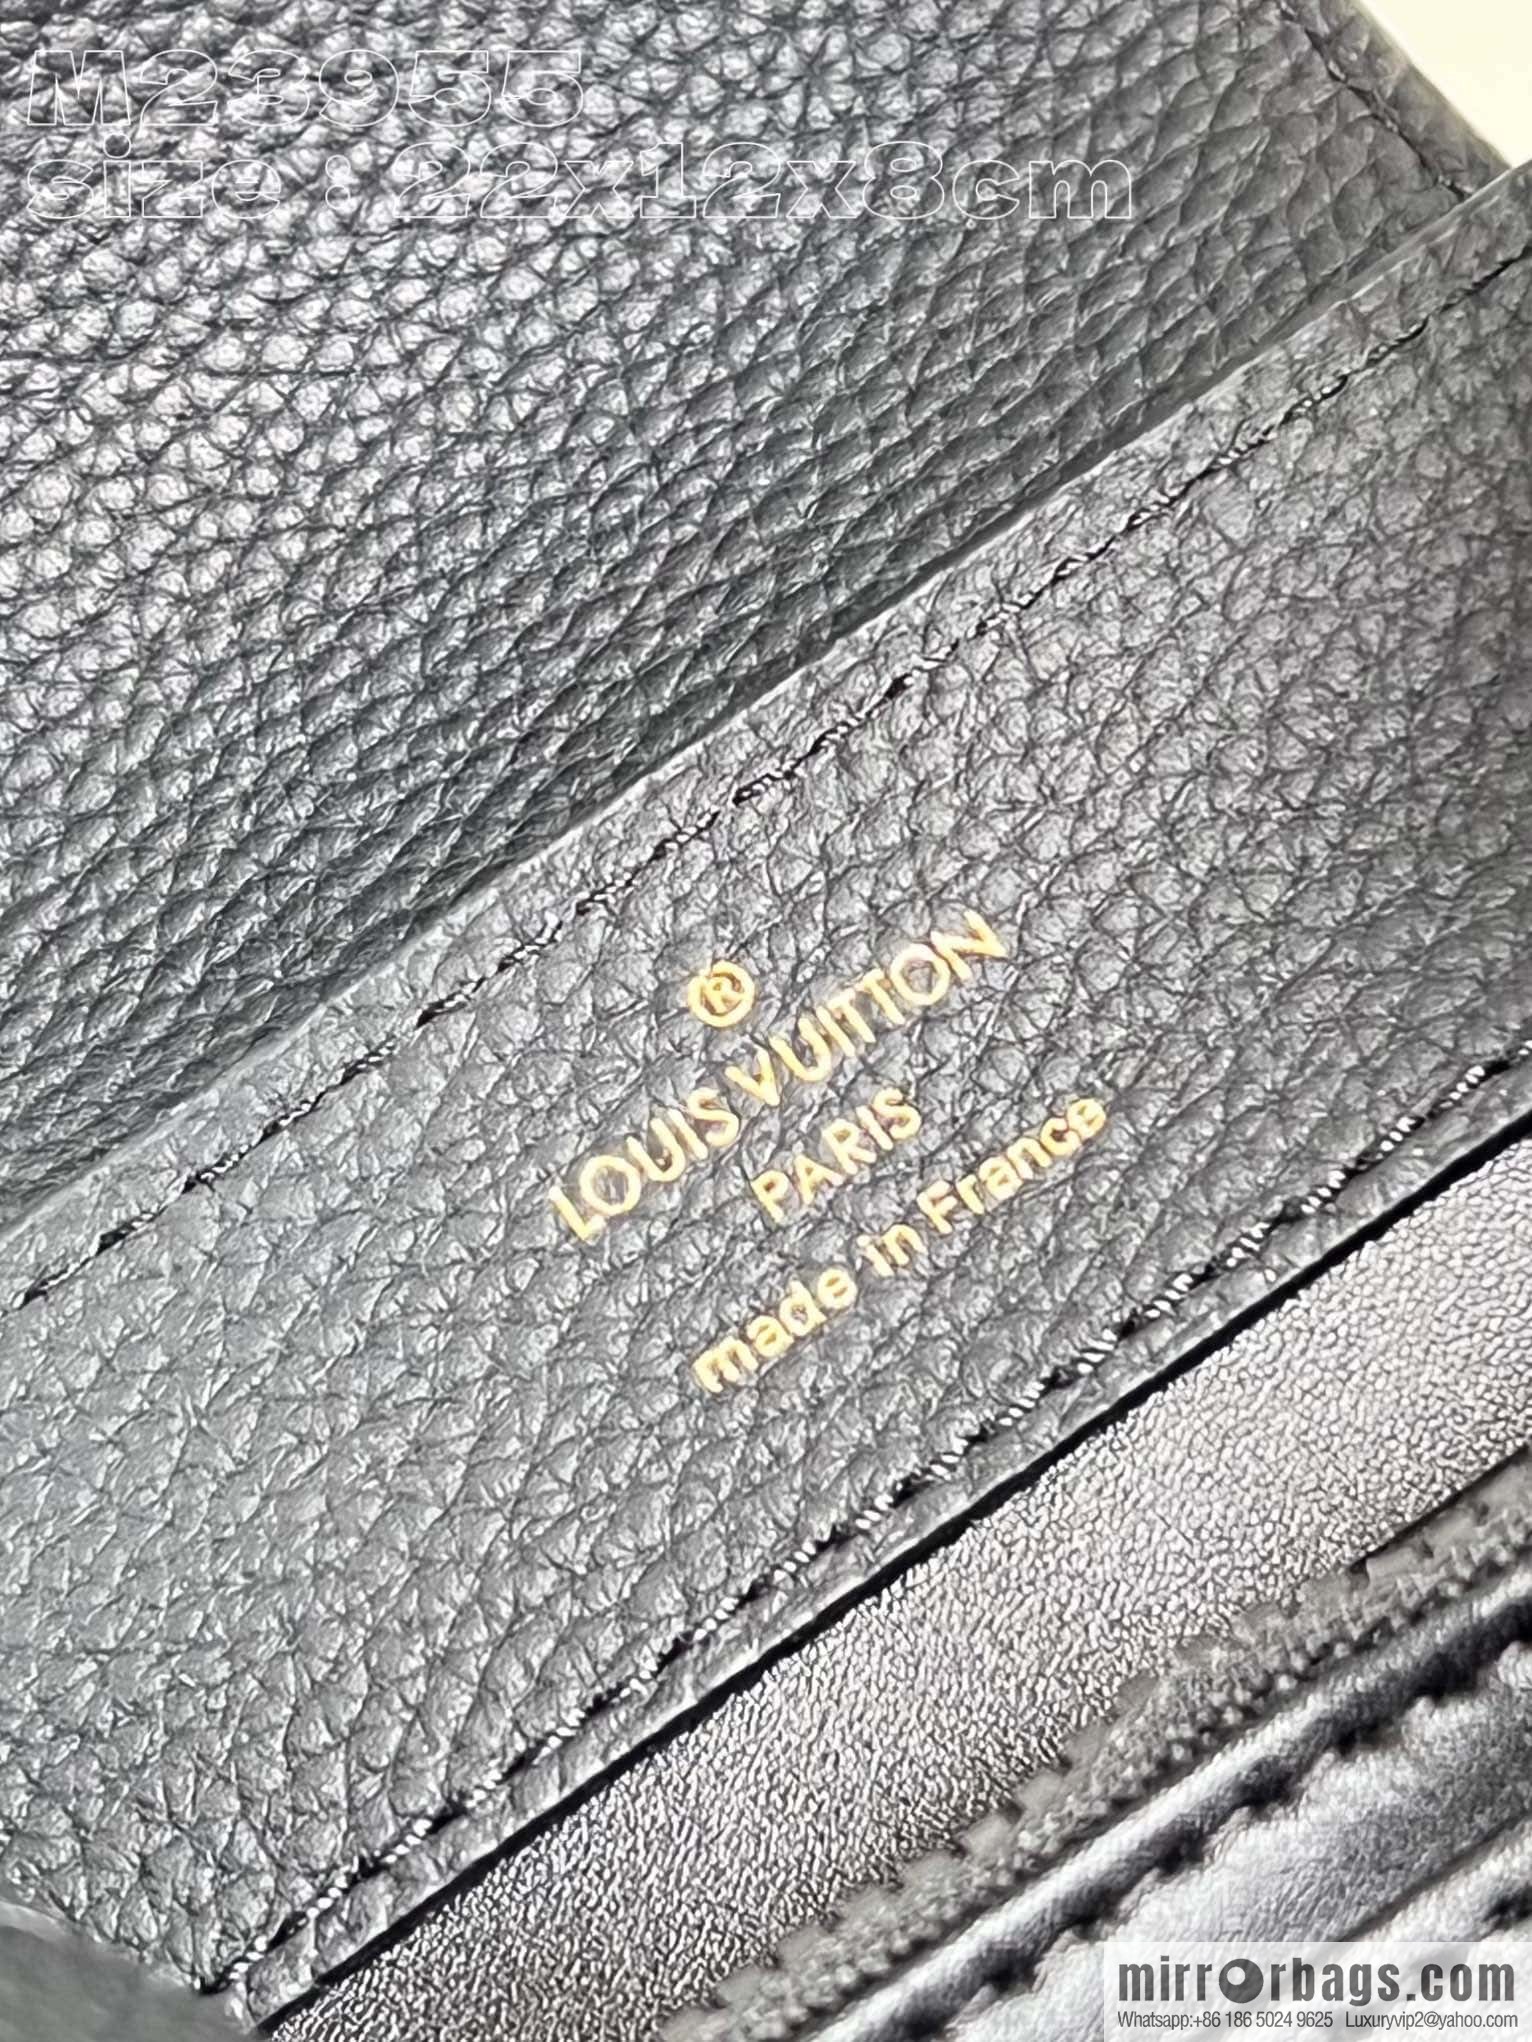 M23955
size : 22x12x8cm
®
LOUIS VUITTON
PARIS
made in France
mirrorbags.com
Whatsapp:+86 186 5024 9625 Luxuryvip2@yahoo.com